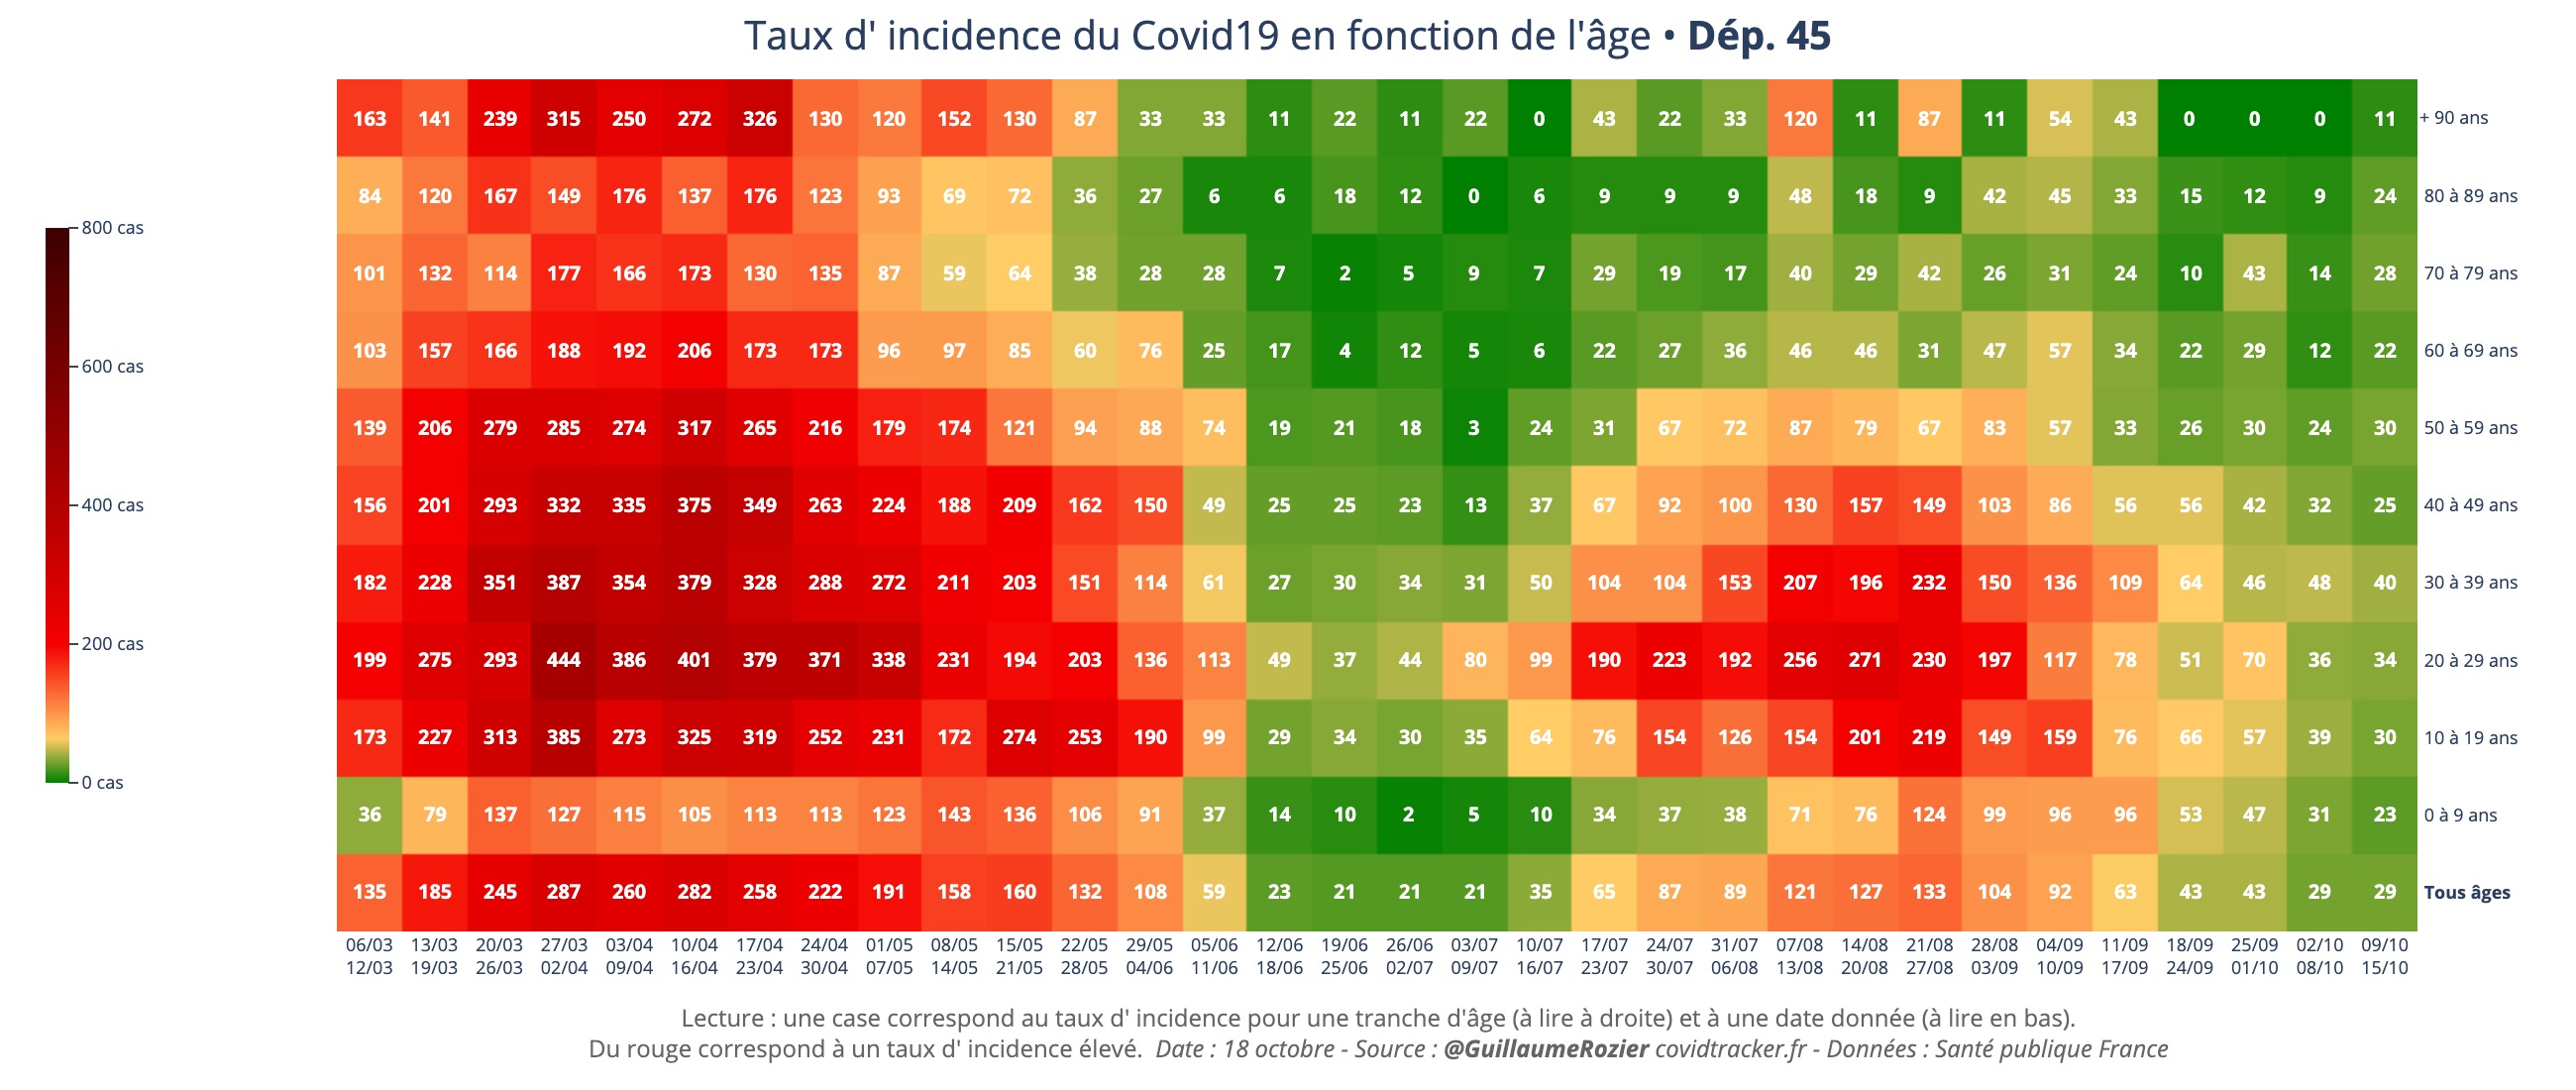 Taux d' incidence du Covid19 en fonction de l'âge • Dép. 45
800 cas
600 cas
400 cas
200 cas
0 cas
163 141 239 315 250 272 326 130 120 152 130 87 33 33 11 22 11 22 0 43 22 33 120 11 87 11 54 43 0 0 0 11 + 90 ans
84 120 167 149 176 137 176 123 93 69 72 36 27 6 6 18 12 0 6 9 9 9 48 18 9 42 45 33 15 12 9 24 80 à 89 ans
101 132 114 177 166 173 130 135 87 59 64 38 28 28 7 2 5 9 7 29 19 17 40 29 42 26 31 24 10 43 14 28 70 à 79 ans
103 157 166 188 192 206 173 173 96 97 85 60 76 25 17 4 12 5 6 22 27 36 46 46 31 47 57 34 22 29 12 22 60 à 69 ans
139 206 279 285 274 317 265 216 179 174 121 94 88 74 19 21 18 3 24 31 67 72 87 79 67 83 57 33 26 30 24 30 50 à 59 ans
156 201 293 332 335 375 349 263 224 188 209 162 150 49 25 25 23 13 37 67 92 100 130 157 149 103 86 56 56 42 32 25 40 à 49 ans
182 228 351 387 354 379 328 288 272 211 203 151 114 61 27 30 34 31 50 104 104 153 207 196 232 150 136 109 64 46 48 40 30 à 39 ans
199 275 293 444 386 401 379 371 338 231 194 203 136 113 49 37 44 80 99 190 223 192 256 271 230 197 117 78 51 70 36 34 20 à 29 ans
173 227 313 385 273 325 319 252 231 172 274 253 190 99 29 34 30 35 64 76 154 126 154 201 219 149 159 76 66 57 39 30 10 à 19 ans
36 79 137 127 115 105 113 113 123 143 136 106 91 37 14 10 2 5 10 34 37 38 71 76 124 99 96 96 53 47 31 23 0 à 9 ans
135 185 245 287 260 282 258 222 191 158 160 132 108 59 23 21 21 21 35 65 87 89 121 127 133 104 92 63 43 43 29 29 Tous âges
06/03 13/03 20/03 27/03 03/04 10/04 17/04 24/04 01/05 08/05 15/05 22/05 29/05 05/06 12/06 19/06 26/06 03/07 10/07 17/07 24/07 31/07 07/08 14/08 21/08 28/08 04/09 11/09 18/09 25/09 02/10 09/10
12/03 19/03 26/03 02/04 09/04 16/04 23/04 30/04 07/05 14/05 21/05 28/05 04/06 11/06 18/06 25/06 02/07 09/07 16/07 23/07 30/07 06/08 13/08 20/08 27/08 03/09 10/09 17/09 24/09 01/10 08/10 15/10
Lecture : une case correspond au taux d' incidence pour une tranche d'âge (à lire à droite) et à une date donnée (à lire en bas).
Du rouge correspond à un taux d' incidence élevé. Date : 18 octobre - Source : @GuillaumeRozier covidtracker.fr - Données : Santé publique France